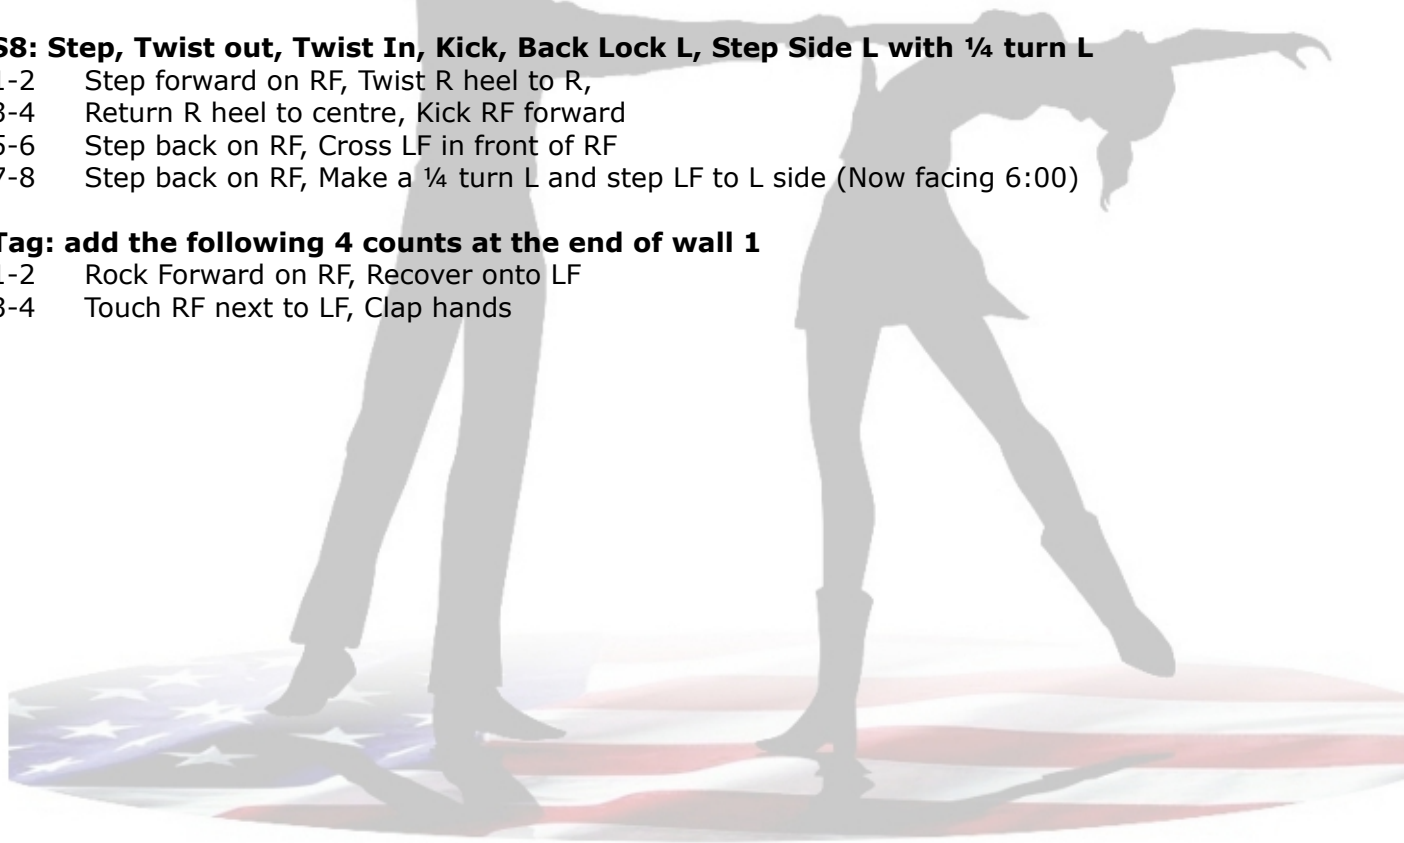 S8: Step, Twist out, Twist In, Kick, Back Lock L, Step Side L with ¼ turn L
1-2 Step forward on RF, Twist R heel to R,
3-4 Return R heel to centre, Kick RF forward
5-6 Step back on RF, Cross LF in front of RF
7-8 Step back on RF, Make a ¼ turn L and step LF to L side (Now facing 6:00)
Tag: add the following 4 counts at the end of wall 1
1-2 Rock Forward on RF, Recover onto LF
3-4 Touch RF next to LF, Clap hands